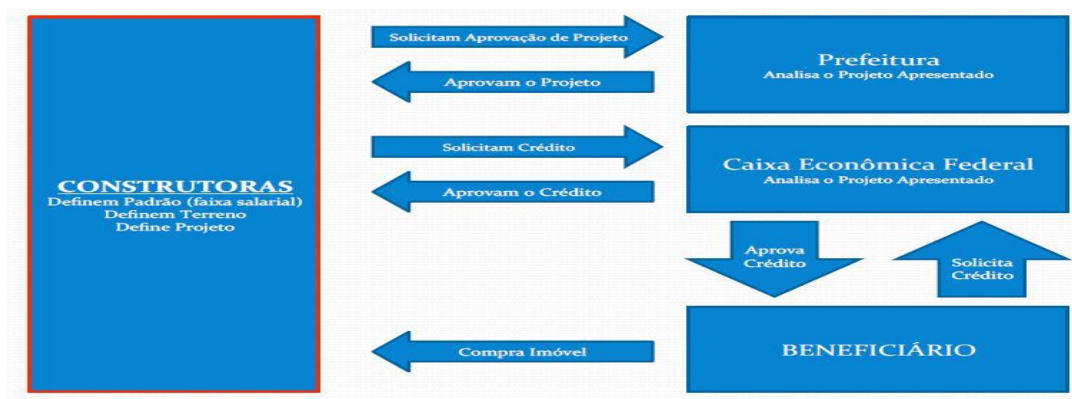 CONSTRUTORAS
Definem Padrão (faixa salarial)
Definem Terreno
Define Projeto
Solicitam Aprovação de Projeto
Aprovam o Projeto
Prefeitura
Analisa o Projeto Apresentado
Solicitam Crédito
Aprovam o Crédito
Caixa Econômica Federal
Analisa o Projeto Apresentado
Aprova
Crédito
Solicita
Crédito
Compra Imóvel
BENEFICIÁRIO